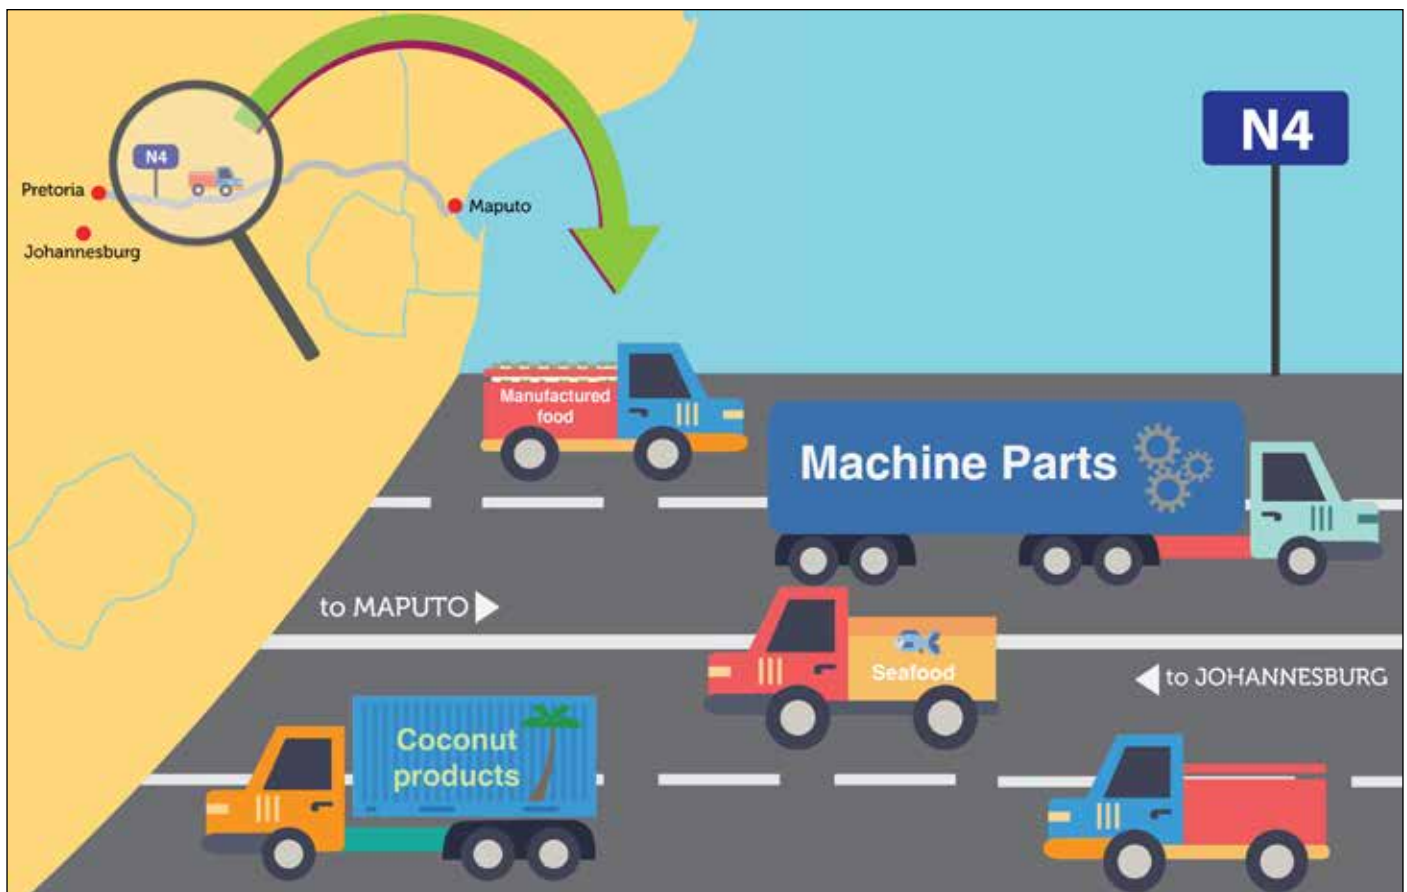 N4
N4
Pretoria
Maputo
Johannesburg
Manufactured
food
Machine Parts
to MAPUTO
Seafood
to JOHANNESBURG
Coconut
products